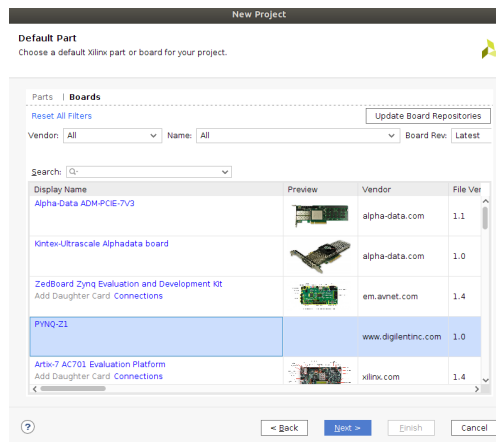 New Project
Default Part
Choose a default Xilinx part or board for your project.
Parts | Boards
Reset All Filters
Update Board Repositories
Vendor: All Name: All Board Rev: Latest
Search: Q-
Display Name Preview Vendor File Ver
Alpha-Data ADM-PCIE-7V3 alpha-data.com 1.1
Kintex-Ultrascale Alphadata board alpha-data.com 1.0
ZedBoard Zynq Evaluation and Development Kit
Add Daughter Card Connections em.avnet.com 1.4
PYNQ-Z1 www.digilentinc.com 1.0
Artix-7 AC701 Evaluation Platform
Add Daughter Card Connections xilinx.com 1.4
? < Back Next > Finish Cancel